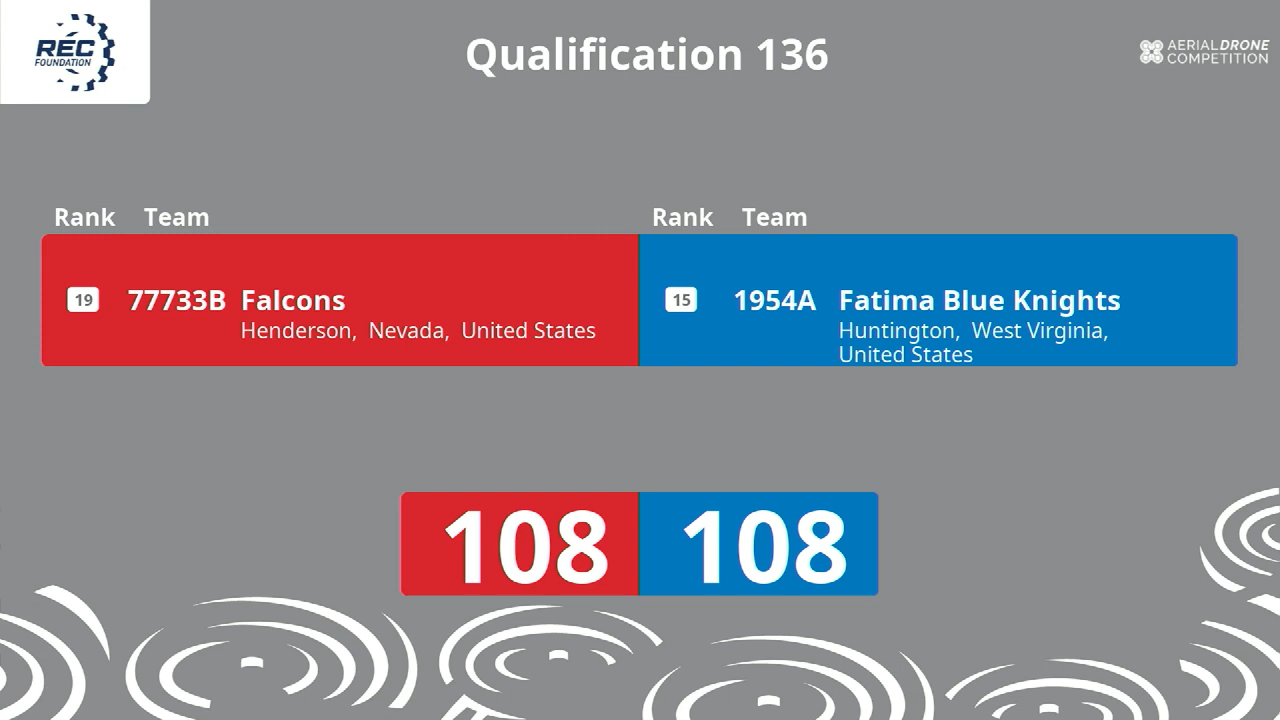 REC
FOUNDATION
Qualification 136
AERIALDRONE
COMPETITION
Rank Team
Rank Team
19 77733B Falcons
Henderson, Nevada, United States
15 1954A Fatima Blue Knights
Huntington, West Virginia,
United States
108 108